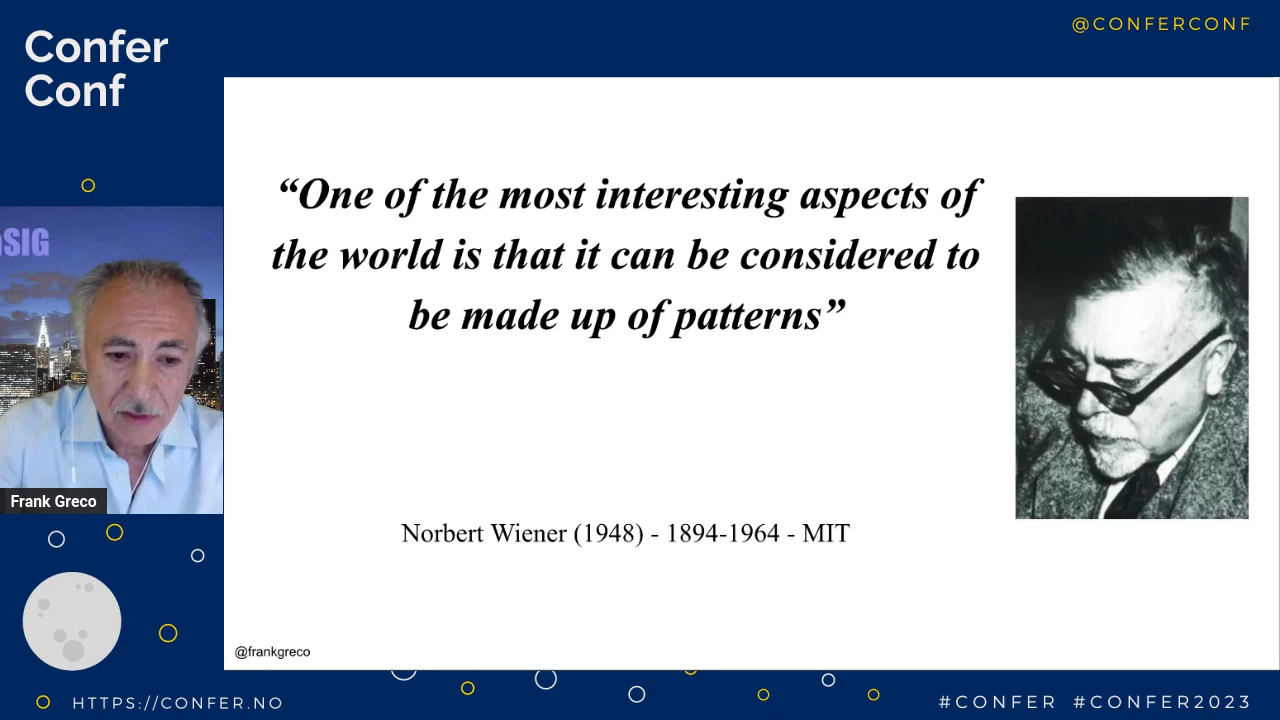 @CONFERCONF
Confer
Conf
“One of the most interesting aspects of
the world is that it can be considered to
be made up of patterns”
aSIG
Frank Greco
Norbert Wiener (1948) - 1894-1964 - MIT
@frankgreco
HTTPS://CONFER.NO
#CONFER #CONFER2023